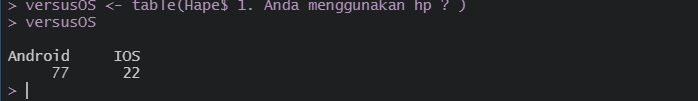 > versusOS <- table(Hape$ 1. Anda menggunakan hp ? )
> versusOS
Android IOS
77 22
>